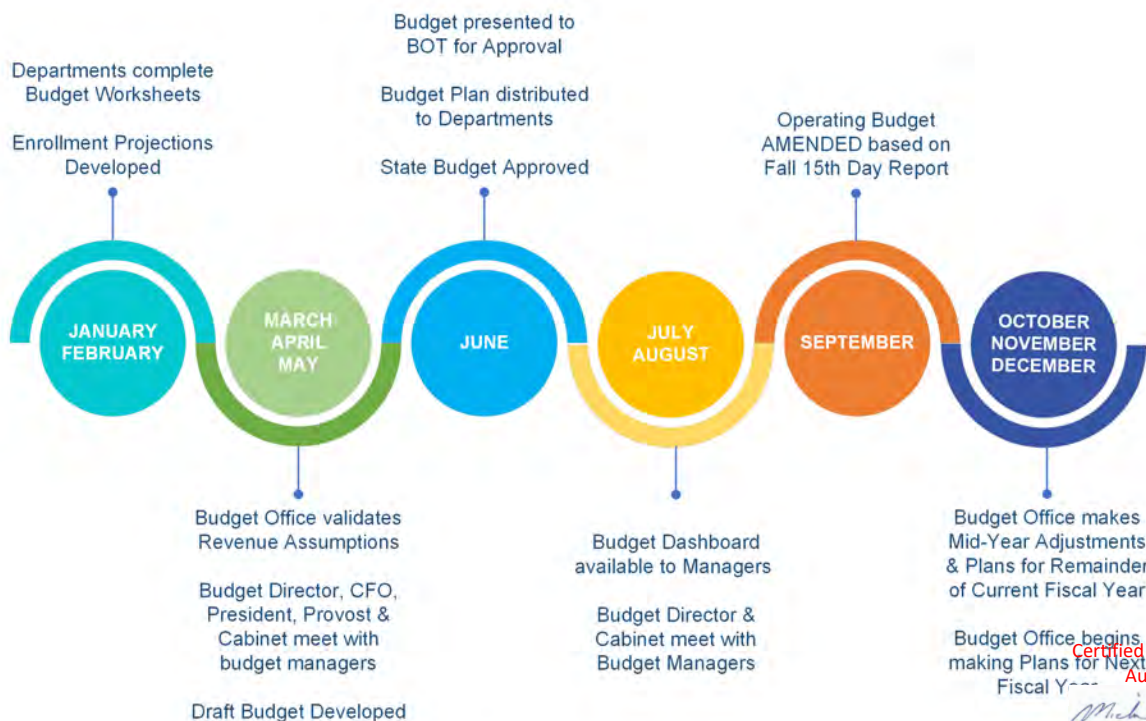 Departments complete
Budget Worksheets
Enrollment Projections
Developed
JANUARY
FEBRUARY
Budget Office validates
Revenue Assumptions
Budget Director, CFO,
President, Provost &
Cabinet meet with
budget managers
Draft Budget Developed
MARCH
APRIL
MAY
Budget presented to
BOT for Approval
Budget Plan distributed
to Departments
State Budget Approved
JUNE
JULY
AUGUST
Budget Dashboard
available to Managers
Budget Director &
Cabinet meet with
Budget Managers
Operating Budget
AMENDED based on
Fall 15th Day Report
SEPTEMBER
OCTOBER
NOVEMBER
DECEMBER
Budget Office makes
Mid-Year Adjustments
& Plans for Remainder
of Current Fiscal Year
Budget Office begins
making Plans for Next
Fiscal
Certified